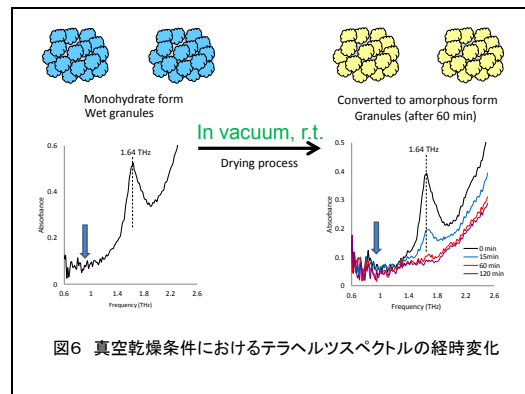 Monohydrate form
Wet granules
In vacuum, r.t.
Drying process
Converted to amorphous form
Granules (after 60 min)
0.6
0.4
0.2
0
Absorbance
1.64 THz
0.6
1
1.4
1.8
2.2
2.6
Frequency (THz)
0.5
0.4
0.3
0.2
0.1
0
Absorbance
1.64 THz
0 min
15min
60 min
120 min
0.6
1
1.4
1.8
2.2
2.6
Frequency (THz)
図6 真空乾燥条件におけるテラヘルツスペクトルの経時変化